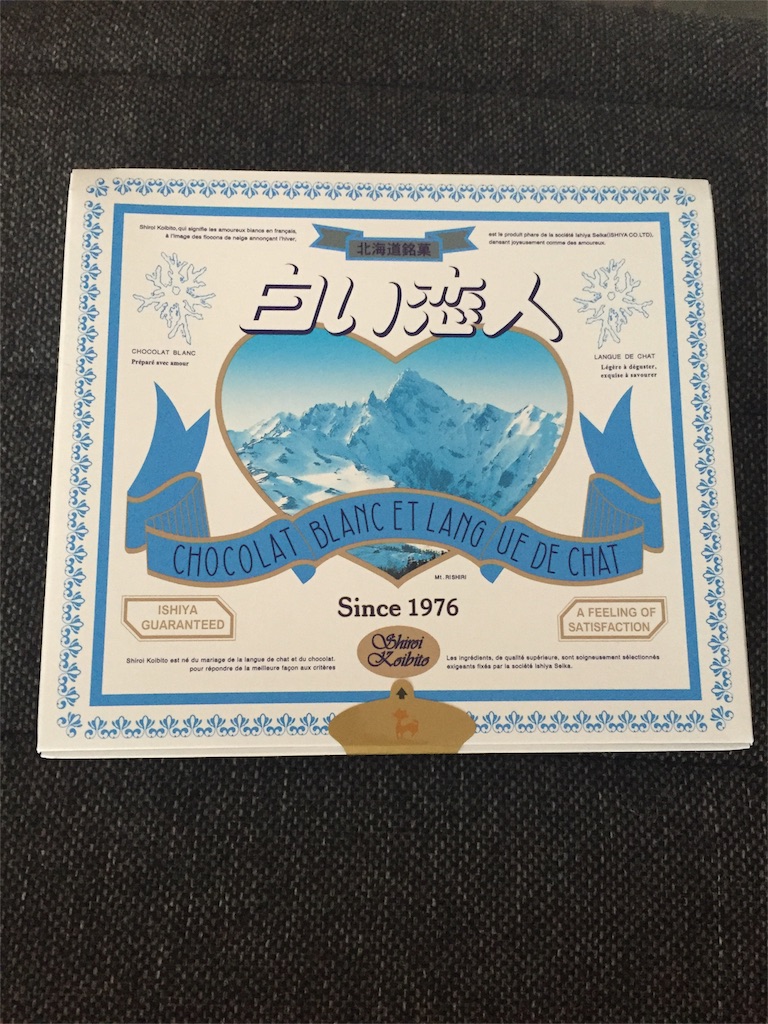 Shiroi Koibito, qui signifie les amoureux blancs en français,
à l'image des flocons de neige annonçant l'hiver,
est le produit phare de la société Ishiya Seika(ISHIYA CO.LTD),
dansant joyeusement comme des amoureux.
北海道銘菓
白い恋人
CHOCOLAT BLANC
Préparé avec amour
LANGUE DE CHAT
Légère à déguster,
exquise à savourer
CHOCOLAT BLANC ET LANGUE DE CHAT
Mt. RISHIRI
Since 1976
ISHIYA
GUARANTEED
A FEELING OF
SATISFACTION
Shiroi
Koibito
Shiroi Koibito est né du mariage de la langue de chat et du chocolat.
pour répondre de la meilleure façon aux critères
Les ingrédients, de qualité supérieure, sont soigneusement sélectionnés
exigeants fixés par la société Ishiya Seika.